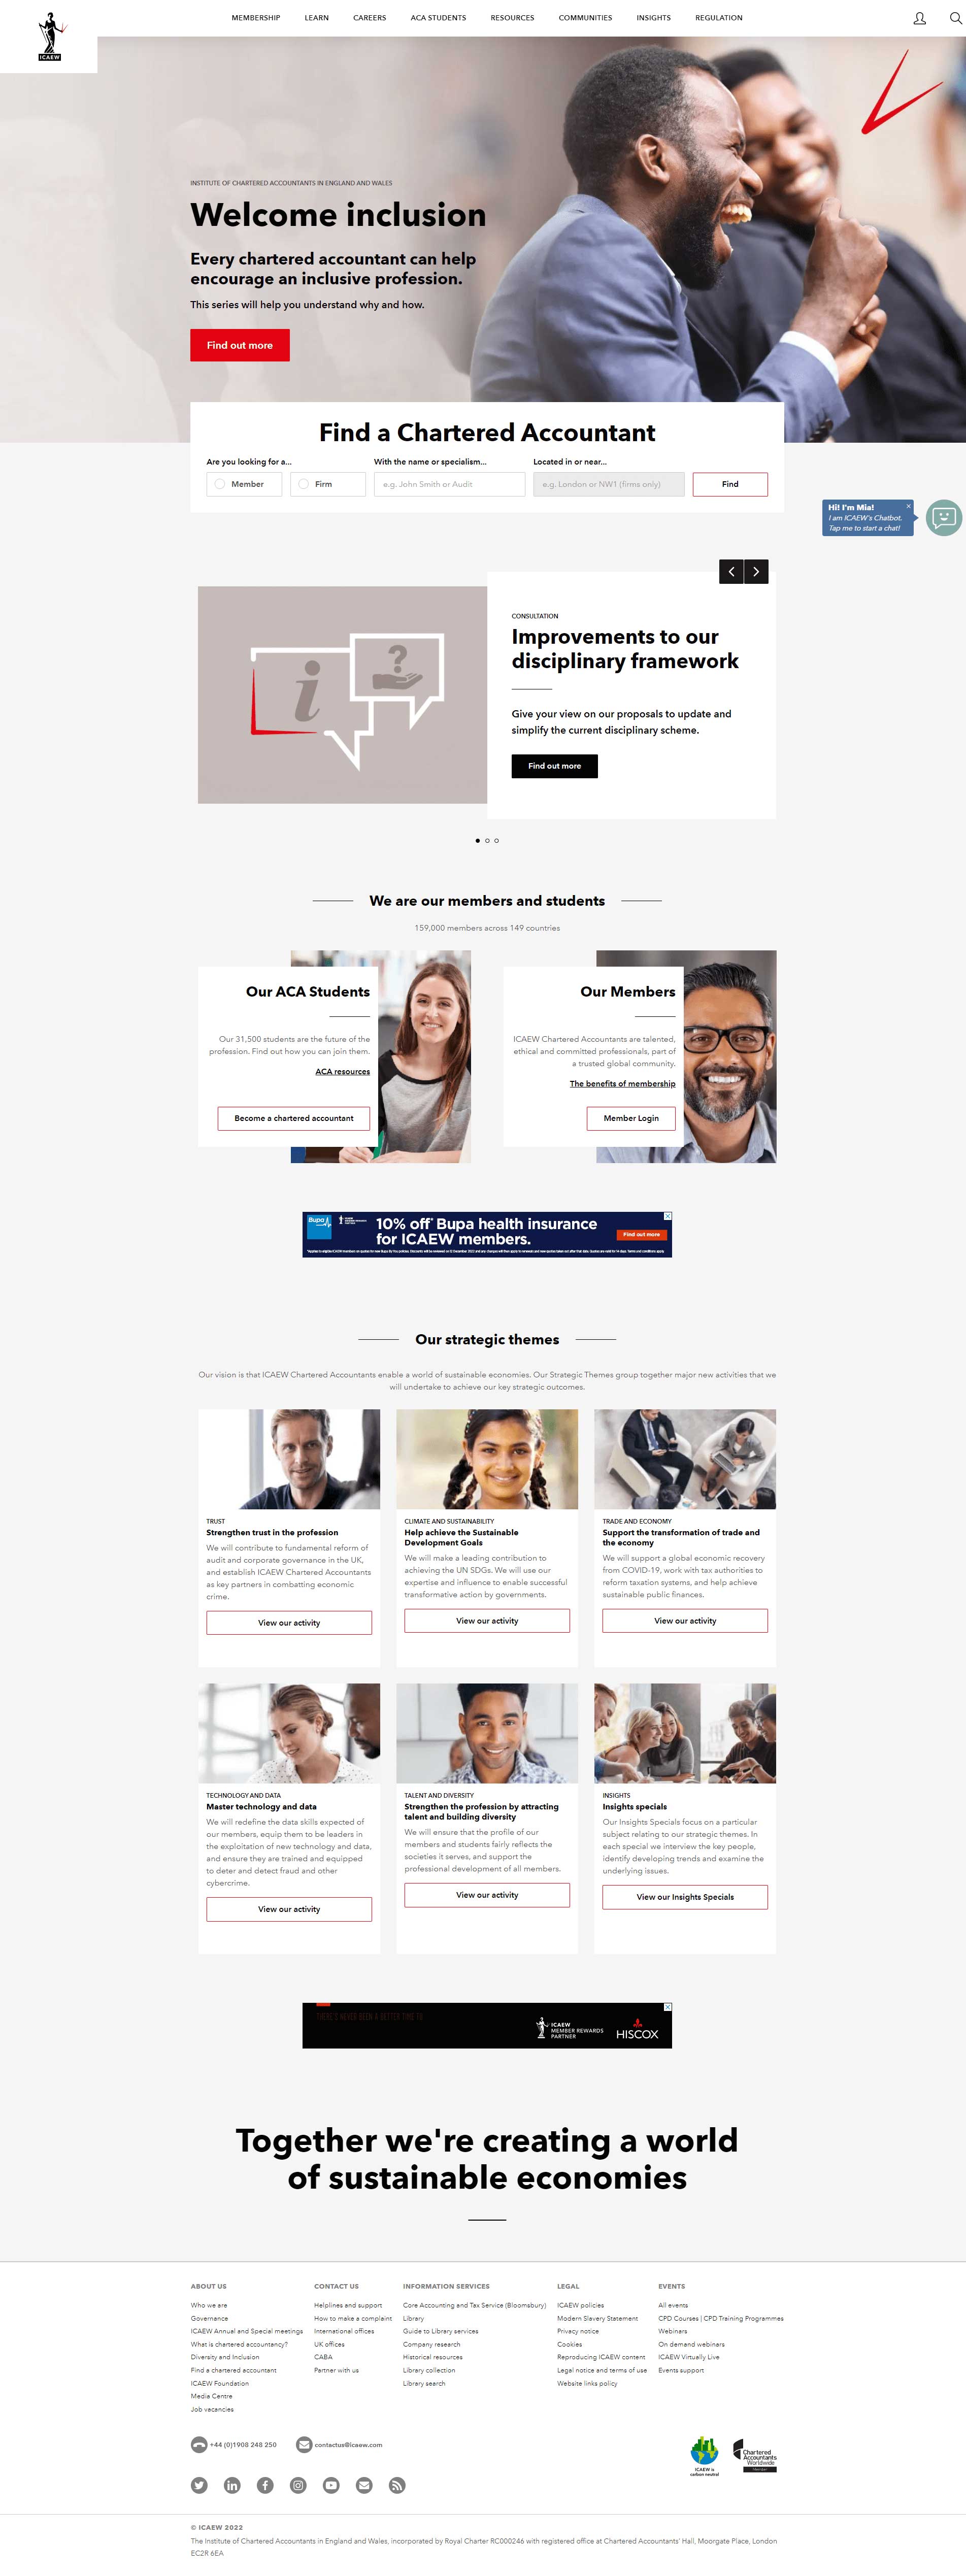 ICAEW
MEMBERSHIP LEARN CAREERS ACA STUDENTS RESOURCES COMMUNITIES INSIGHTS REGULATION
INSTITUTE OF CHARTERED ACCOUNTANTS IN ENGLAND AND WALES
Welcome inclusion
Every chartered accountant can help
encourage an inclusive profession.
This series will help you understand why and how.
Find out more
Find a Chartered Accountant
Are you looking for a... With the name or specialism... Located in or near...
Member Firm e.g. John Smith or Audit e.g. London or NW1 (firms only) Find
Hi! I'm Mia!
I am ICAEW's Chatbot.
Tap me to start a chat!
CONSULTATION
Improvements to our
disciplinary framework
Give your view on our proposals to update and
simplify the current disciplinary scheme.
Find out more
We are our members and students
159,000 members across 149 countries
Our ACA Students
Our 31,500 students are the future of the
profession. Find out how you can join them.
ACA resources
Become a chartered accountant
Our Members
ICAEW Chartered Accountants are talented,
ethical and committed professionals, part of
a trusted global community.
The benefits of membership
Member Login
Bupa
10% off* Bupa health insurance
for ICAEW members.
Find out more
Our strategic themes
Our vision is that ICAEW Chartered Accountants enable a world of sustainable economies. Our Strategic Themes group together major new activities that we
will undertake to achieve our key strategic outcomes.
TRUST
Strengthen trust in the profession
We will contribute to fundamental reform of
audit and corporate governance in the UK,
and establish ICAEW Chartered Accountants
as key partners in combatting economic
crime.
View our activity
CLIMATE AND SUSTAINABILITY
Help achieve the Sustainable
Development Goals
We will make a leading contribution to
achieving the UN SDGs. We will use our
expertise and influence to enable successful
transformative action by governments.
View our activity
TRADE AND ECONOMY
Support the transformation of trade and
the economy
We will support a global economic recovery
from COVID-19, work with tax authorities to
reform taxation systems, and help achieve
sustainable public finances.
View our activity
TECHNOLOGY AND DATA
Master technology and data
We will redefine the data skills expected of
our members, equip them to be leaders in
the exploitation of new technology and data,
and ensure they are trained and equipped
to deter and detect fraud and other
cybercrime.
View our activity
TALENT AND DIVERSITY
Strengthen the profession by attracting
talent and building diversity
We will ensure that the profile of our
members and students fairly reflects the
societies it serves, and support the
professional development of all members.
View our activity
INSIGHTS
Insights specials
Our Insights Specials focus on a particular
subject relating to our strategic themes. In
each special we interview the key people,
identify developing trends and examine the
underlying issues.
View our Insights Specials
THERE'S NEVER BEEN A BETTER TIME TO
ICAEW
MEMBER REWARDS
PARTNER
HISCOX
Together we're creating a world
of sustainable economies
ABOUT US
Who we are
Governance
ICAEW Annual and Special meetings
What is chartered accountancy?
Diversity and Inclusion
Find a chartered accountant
ICAEW Foundation
Media Centre
Job vacancies
CONTACT US
Helplines and support
How to make a complaint
International offices
UK offices
CABA
Partner with us
INFORMATION SERVICES
Core Accounting and Tax Service (Bloomsbury)
Library
Guide to Library services
Company research
Historical resources
Library collection
Library search
LEGAL
ICAEW policies
Modern Slavery Statement
Privacy notice
Cookies
Reproducing ICAEW content
Legal notice and terms of use
Website links policy
EVENTS
All events
CPD Courses | CPD Training Programmes
Webinars
On demand webinars
ICAEW Virtually Live
Events support
+44 (0)1908 248 250 contactus@icaew.com
ICAEW is
carbon neutral
Chartered
Accountants
Worldwide
Member
© ICAEW 2022
The Institute of Chartered Accountants in England and Wales, incorporated by Royal Charter RC000246 with registered office at Chartered Accountants' Hall, Moorgate Place, London
EC2R 6EA